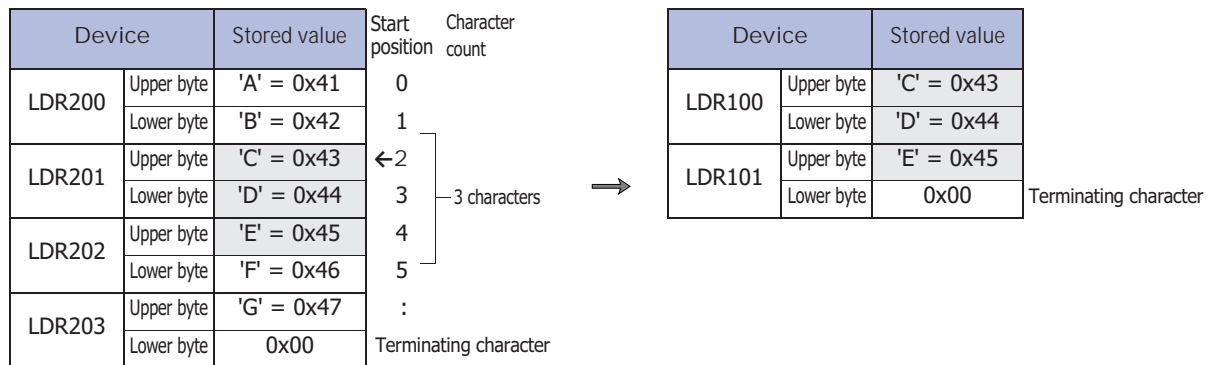 Device Stored value Start position Character count
LDR200 Upper byte 'A' = 0x41 0
Lower byte 'B' = 0x42 1
LDR201 Upper byte 'C' = 0x43 ←2
Lower byte 'D' = 0x44 3 3 characters
LDR202 Upper byte 'E' = 0x45 4
Lower byte 'F' = 0x46 5
LDR203 Upper byte 'G' = 0x47 :
Lower byte 0x00 Terminating character
Device Stored value
LDR100 Upper byte 'C' = 0x43
Lower byte 'D' = 0x44
LDR101 Upper byte 'E' = 0x45
Lower byte 0x00 Terminating character